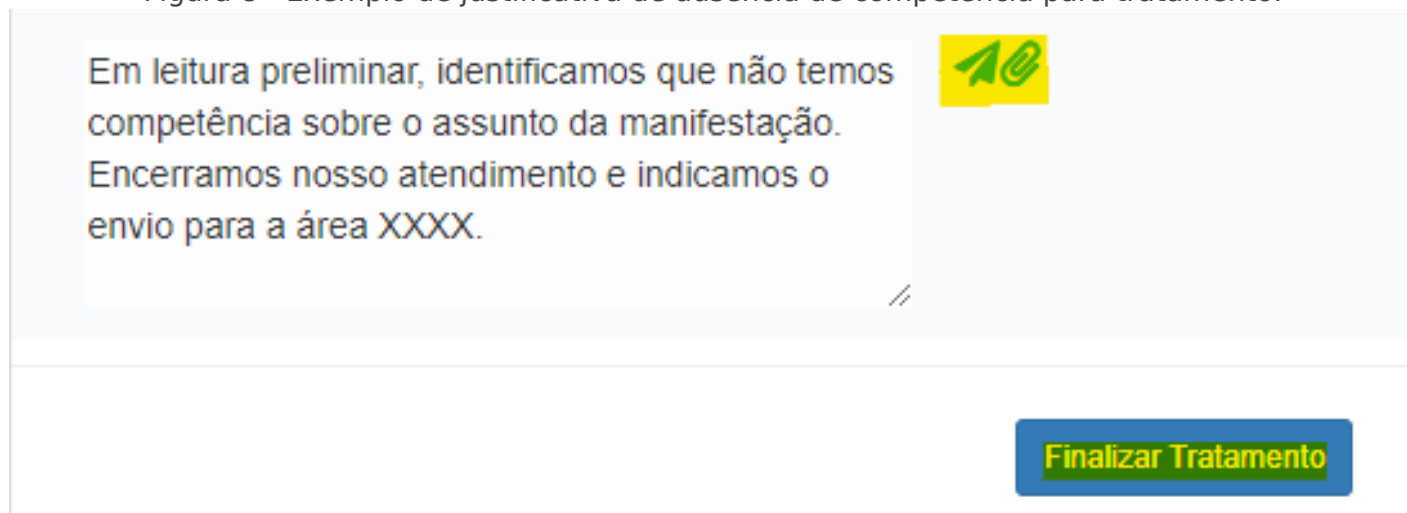 Em leitura preliminar, identificamos que não temos
competência sobre o assunto da manifestação.
Encerramos nosso atendimento e indicamos o
envio para a área XXXX.
Finalizar Tratamento